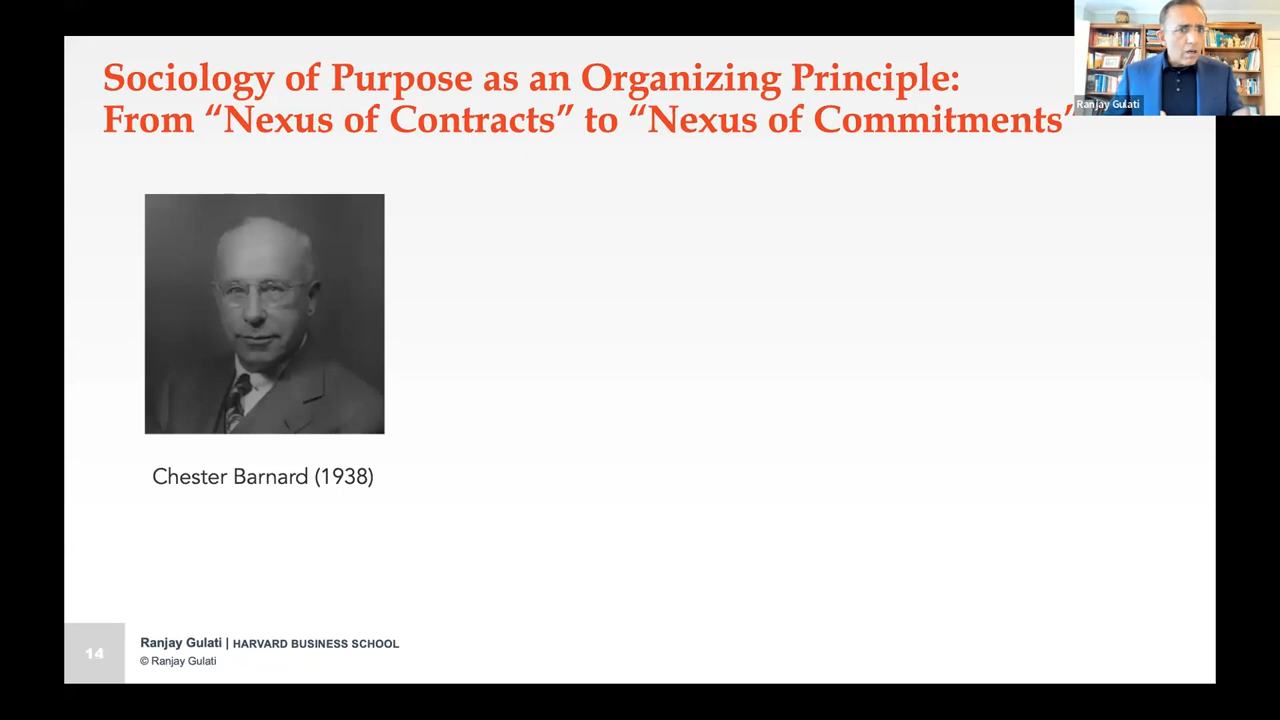 Sociology of Purpose as an Organizing Principle:
From “Nexus of Contracts” to “Nexus of Commitments”
Ranjay Gulati
Chester Barnard (1938)
14
Ranjay Gulati | HARVARD BUSINESS SCHOOL
© Ranjay Gulati